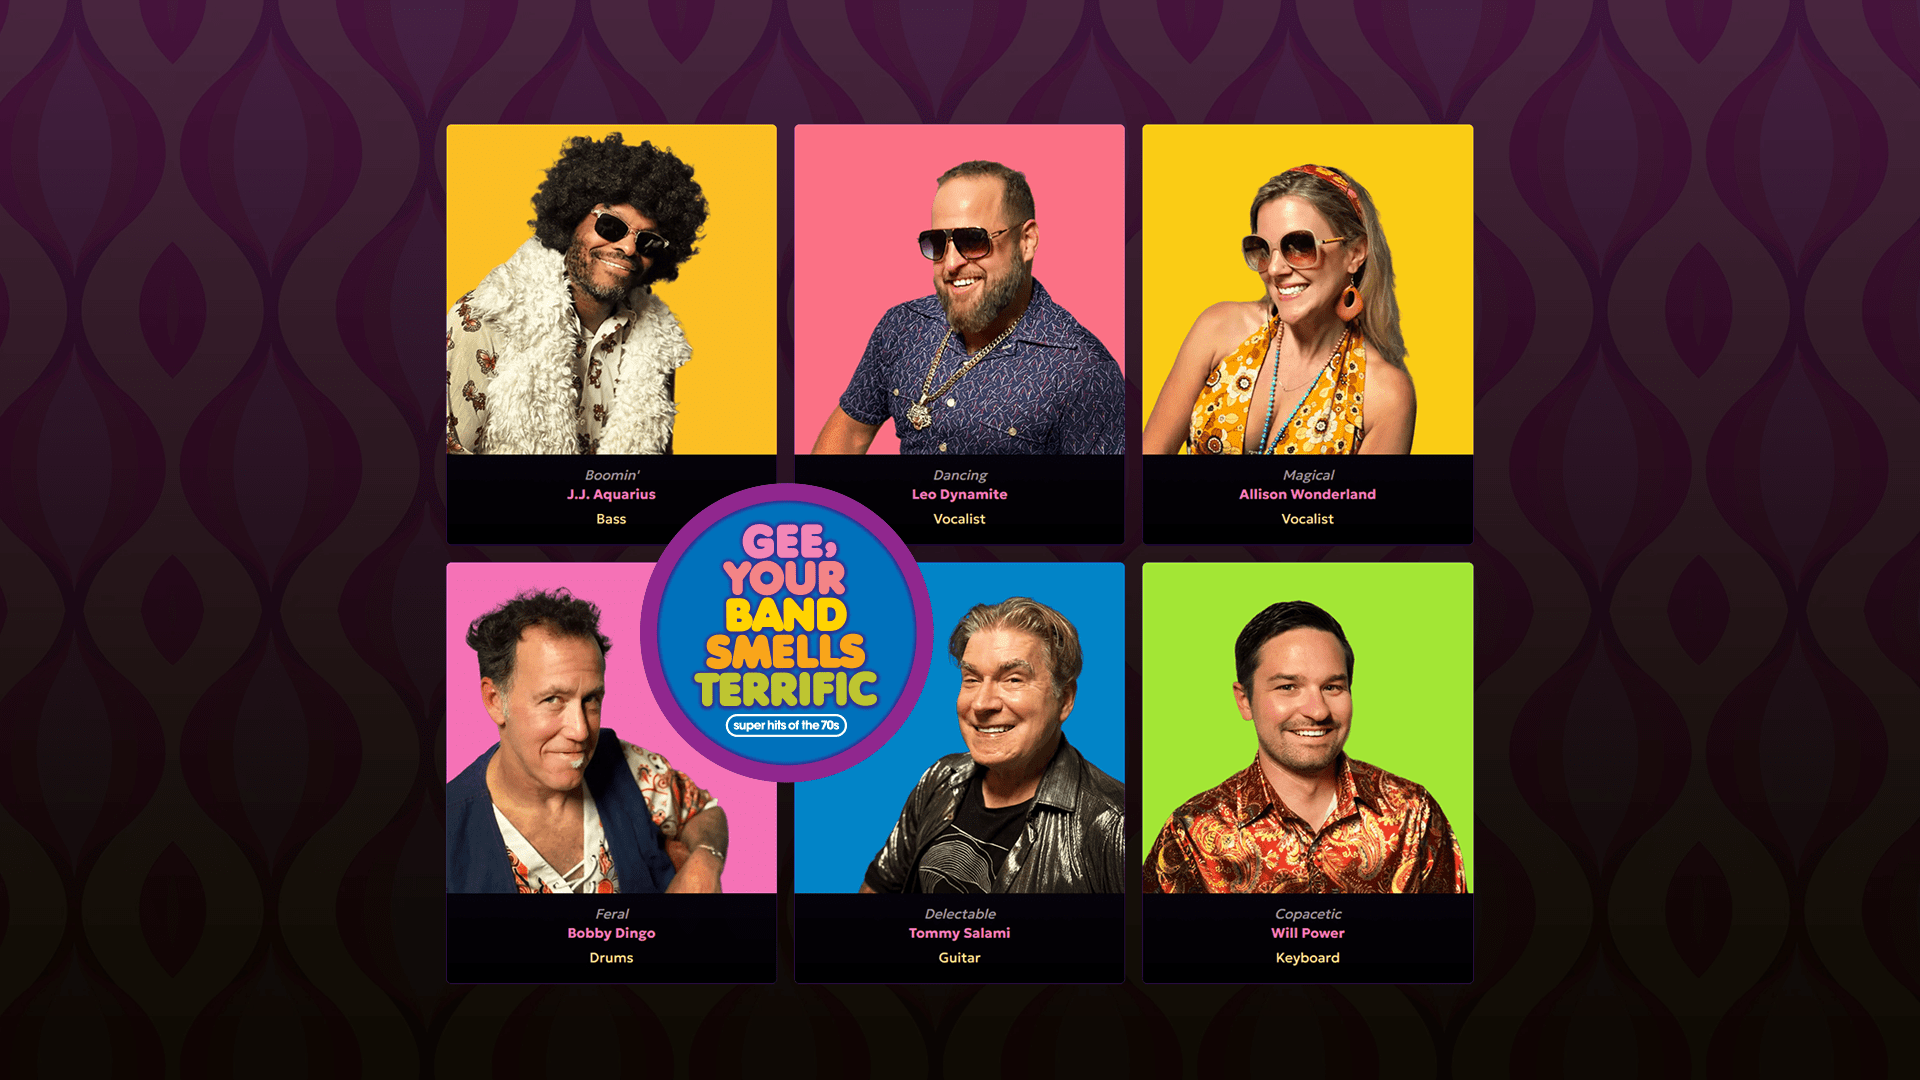 Boomin'
J.J. Aquarius
Bass
Dancing
Leo Dynamite
Vocalist
Magical
Allison Wonderland
Vocalist
GEE,
YOUR
BAND
SMELLS
TERRIFIC
super hits of the 70s
Feral
Bobby Dingo
Drums
Delectable
Tommy Salami
Guitar
Copacetic
Will Power
Keyboard